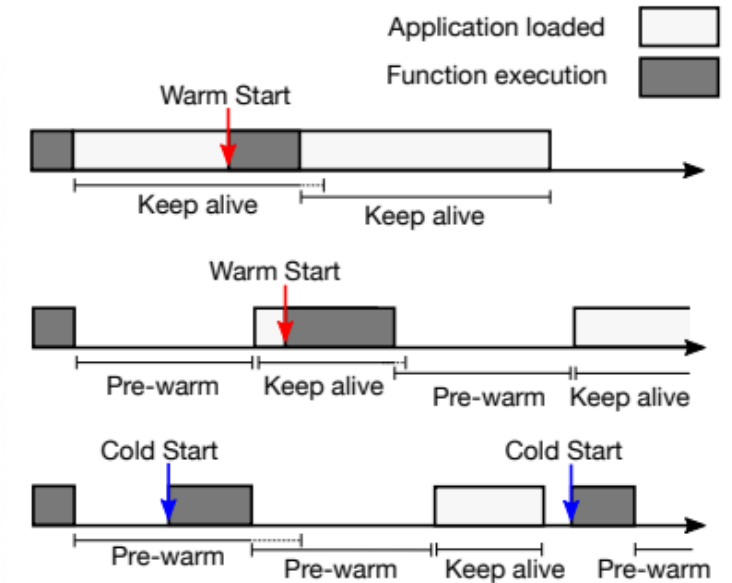 Application loaded
Function execution
Warm Start
Keep alive
Keep alive
Warm Start
Pre-warm
Keep alive
Pre-warm
Keep alive
Cold Start
Cold Start
Pre-warm
Pre-warm
Keep alive
Pre-warm